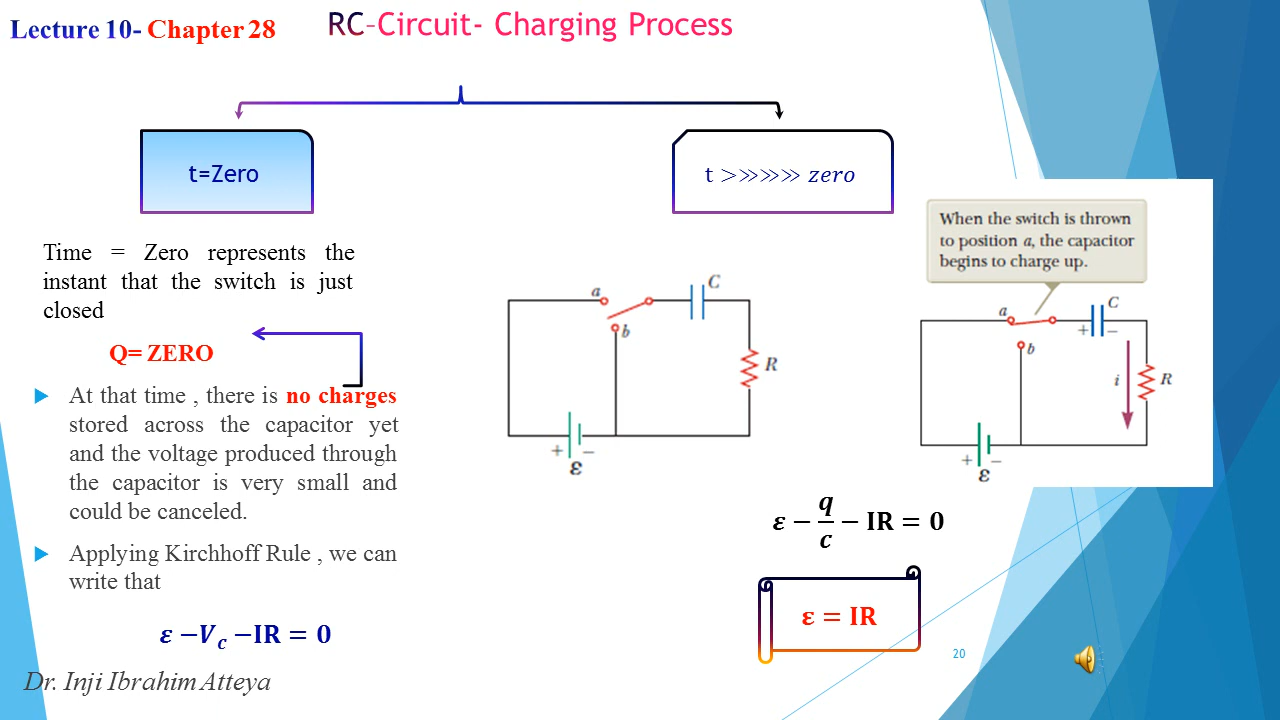 Lecture 10- Chapter 28
RC–Circuit- Charging Process
t=Zero
t >≫≫≫≫ zero
Time = Zero represents the
instant that the switch is just
closed
Q= ZERO
At that time , there is no charges
stored across the capacitor yet
and the voltage produced through
the capacitor is very small and
could be canceled.
Applying Kirchhoff Rule , we can
write that
ε −V_c −IR = 0
Dr. Inji Ibrahim Atteya
a
C
b
R
+
−
ε
When the switch is thrown
to position a, the capacitor
begins to charge up.
a
C
+
−
b
i
R
+
−
ε
ε − q/c − IR = 0
ε = IR
20